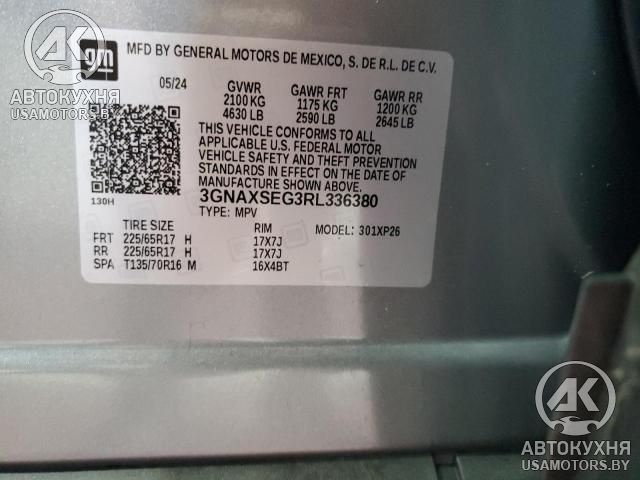 gm
MFD BY GENERAL MOTORS DE MEXICO, S. DE R.L. DE C.V.
05/24 GVWR GAWR FRT GAWR RR
2100 KG 1175 KG 1200 KG
4630 LB 2590 LB 2645 LB
THIS VEHICLE CONFORMS TO ALL
APPLICABLE U.S. FEDERAL MOTOR
VEHICLE SAFETY AND THEFT PREVENTION
STANDARDS IN EFFECT ON THE DATE OF
MANUFACTURE SHOWN ABOVE.
130H 3GNAXSEG3RL336380
TYPE: MPV
TIRE SIZE RIM MODEL: 301XP26
FRT 225/65R17 H 17X7J
RR 225/65R17 H 17X7J
SPA T135/70R16 M 16X4BT
АК
АВТОКУХНЯ
USAMOTORS.BY
АК
АВТОКУХНЯ
USAMOTORS.BY